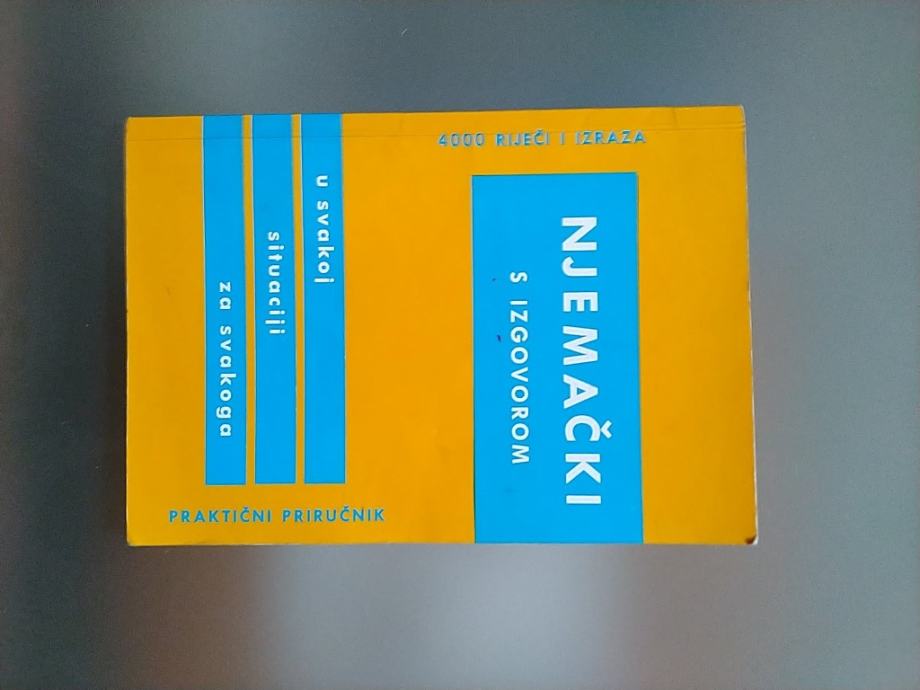 4000 RIJEČI I IZRAZA
NJEMAČKI
S IZGOVOROM
u svakoj
situaciji
za svakoga
PRAKTIČNI PRIRUČNIK